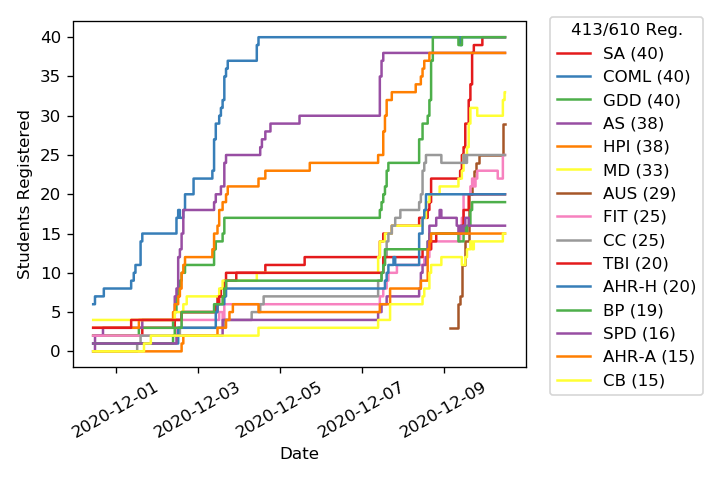 413/610 Reg.
SA (40)
COML (40)
GDD (40)
AS (38)
HPI (38)
MD (33)
AUS (29)
FIT (25)
CC (25)
TBI (20)
AHR-H (20)
BP (19)
SPD (16)
AHR-A (15)
CB (15)
Students Registered
40
35
30
25
20
15
10
5
0
2020-12-01
2020-12-03
2020-12-05
2020-12-07
2020-12-09
Date